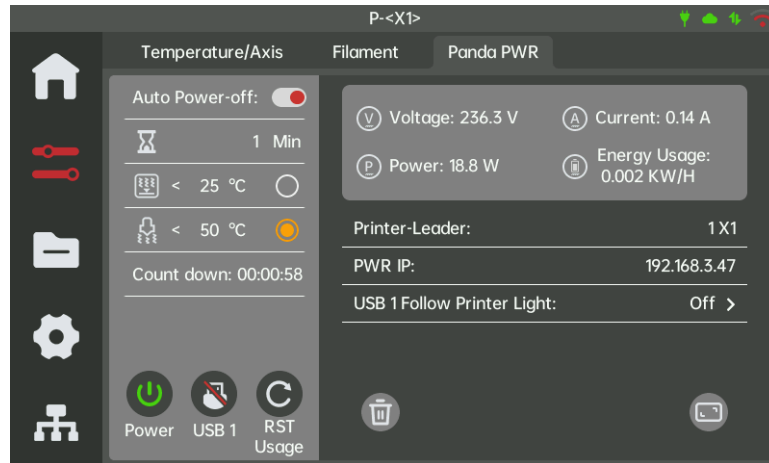 P-<X1>
Temperature/Axis
Filament
Panda PWR
Auto Power-off:
1 Min
< 25 °C
< 50 °C
Count down: 00:00:58
Power
USB 1
RST
Usage
V Voltage: 236.3 V
A Current: 0.14 A
P Power: 18.8 W
Energy Usage:
0.002 KW/H
Printer-Leader: 1 X1
PWR IP: 192.168.3.47
USB 1 Follow Printer Light: Off >